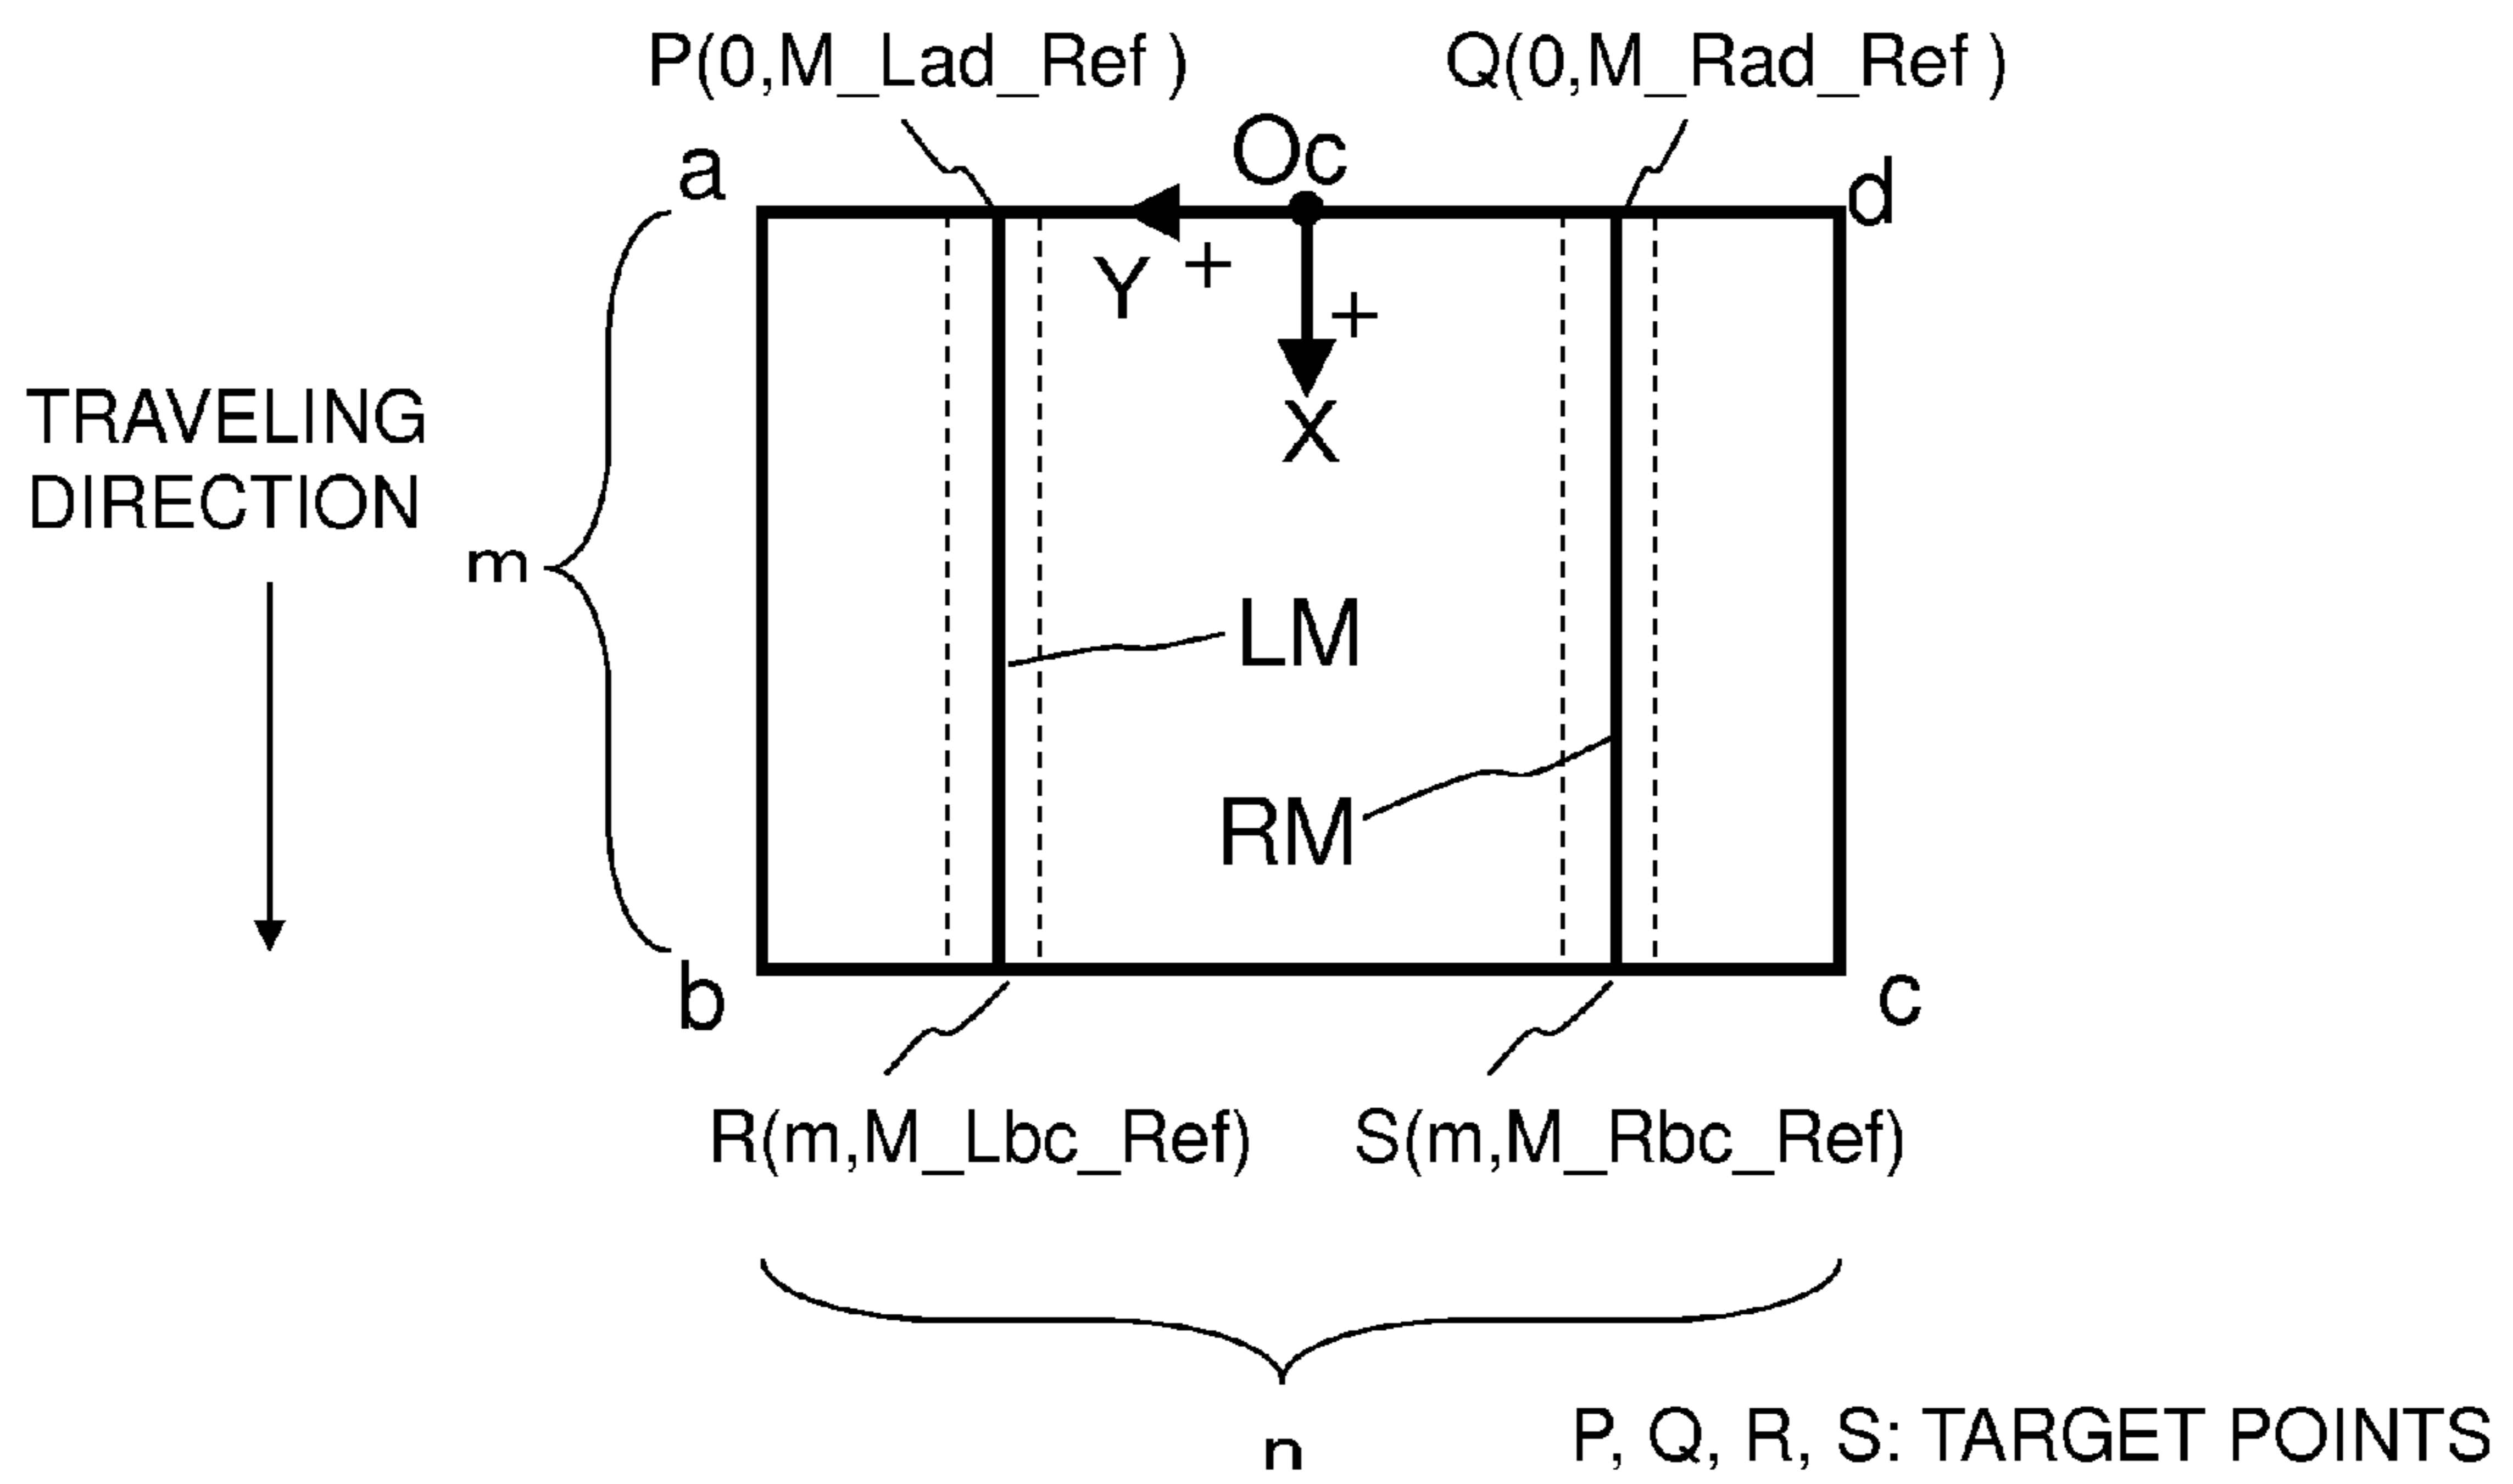 P(0,M_Lad_Ref )
Q(0,M_Rad_Ref )
a
Oc
d
Y +
+
X
TRAVELING
DIRECTION
m
LM
RM
b
c
R(m,M_Lbc_Ref)
S(m,M_Rbc_Ref)
n
P, Q, R, S: TARGET POINTS